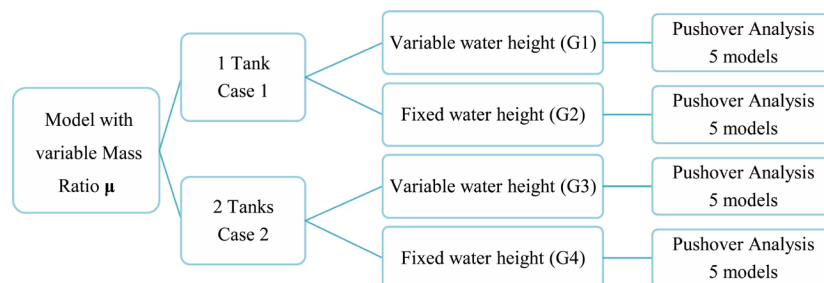 Model with
variable Mass
Ratio μ
1 Tank
Case 1
2 Tanks
Case 2
Variable water height (G1)
Fixed water height (G2)
Variable water height (G3)
Fixed water height (G4)
Pushover Analysis
5 models
Pushover Analysis
5 models
Pushover Analysis
5 models
Pushover Analysis
5 models